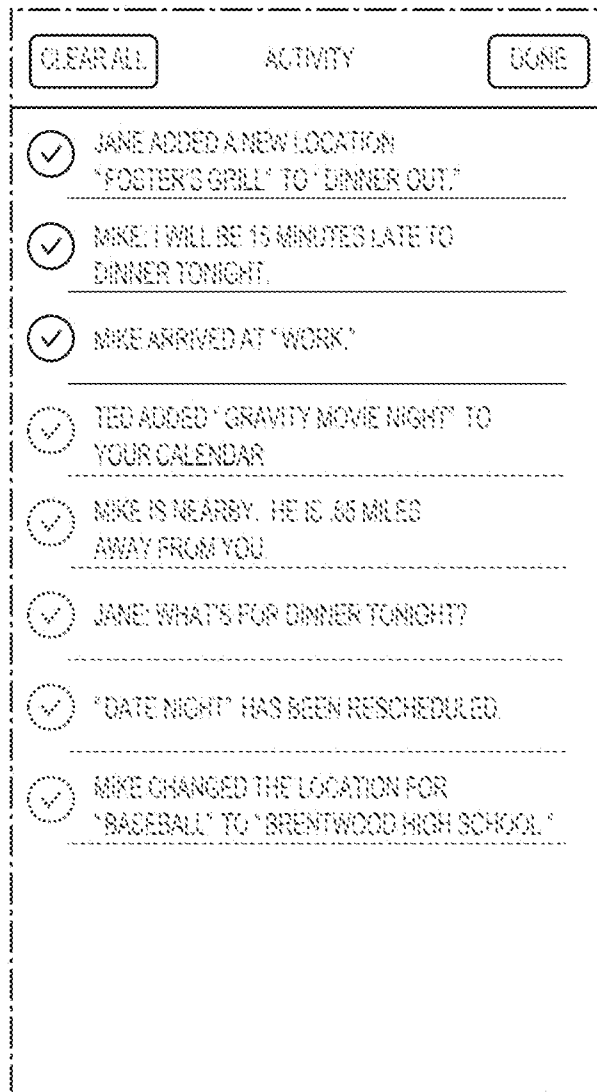 CLEAR ALL
ACTIVITY
DONE
JANE ADDED A NEW LOCATION
"FOSTER'S GRILL" TO "DINNER OUT."
MIKE: I WILL BE 15 MINUTES LATE TO
DINNER TONIGHT.
MIKE ARRIVED AT "WORK."
TED ADDED "GRAVITY MOVIE NIGHT" TO
YOUR CALENDAR
MIKE IS NEARBY. HE IS .65 MILES
AWAY FROM YOU.
JANE: WHAT'S FOR DINNER TONIGHT?
"DATE NIGHT" HAS BEEN RESCHEDULED.
MIKE CHANGED THE LOCATION FOR
"BASEBALL" TO "BRENTWOOD HIGH SCHOOL."